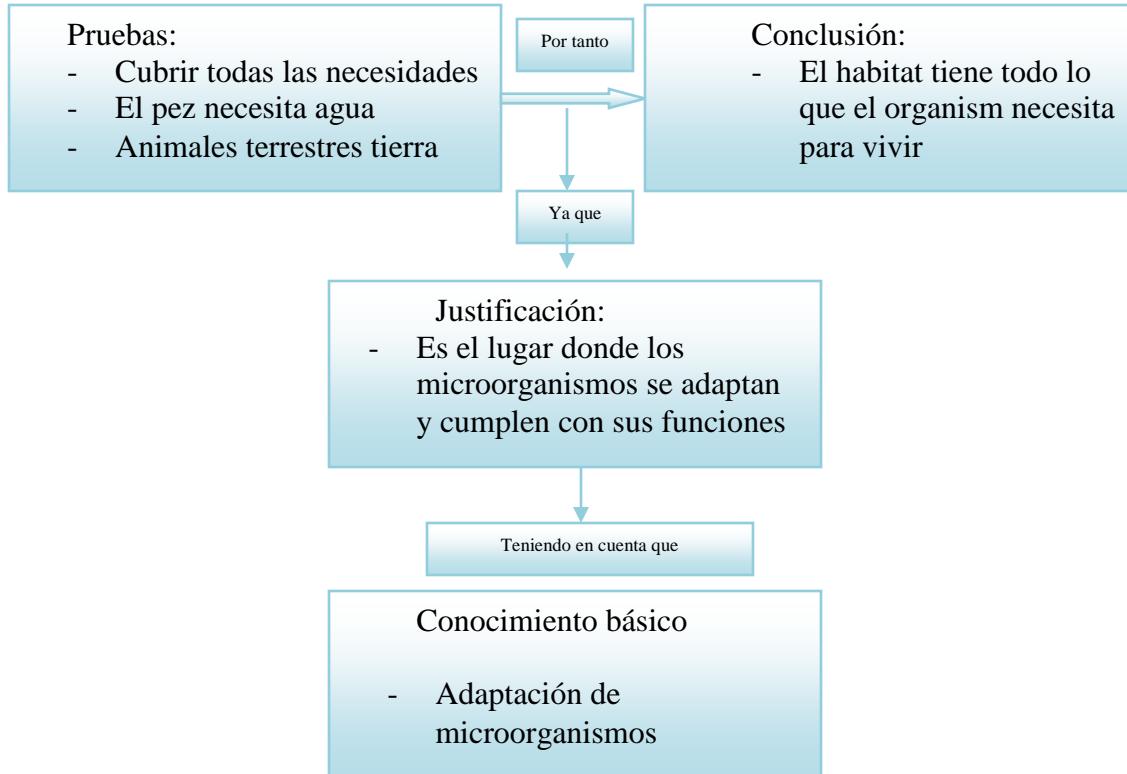 Pruebas:
- Cubrir todas las necesidades
- El pez necesita agua
- Animales terrestres tierra
Por tanto
Conclusión:
- El habitat tiene todo lo
que el organism necesita
para vivir
Ya que
Justificación:
- Es el lugar donde los
microorganismos se adaptan
y cumplen con sus funciones
Teniendo en cuenta que
Conocimiento básico
- Adaptación de
microorganismos